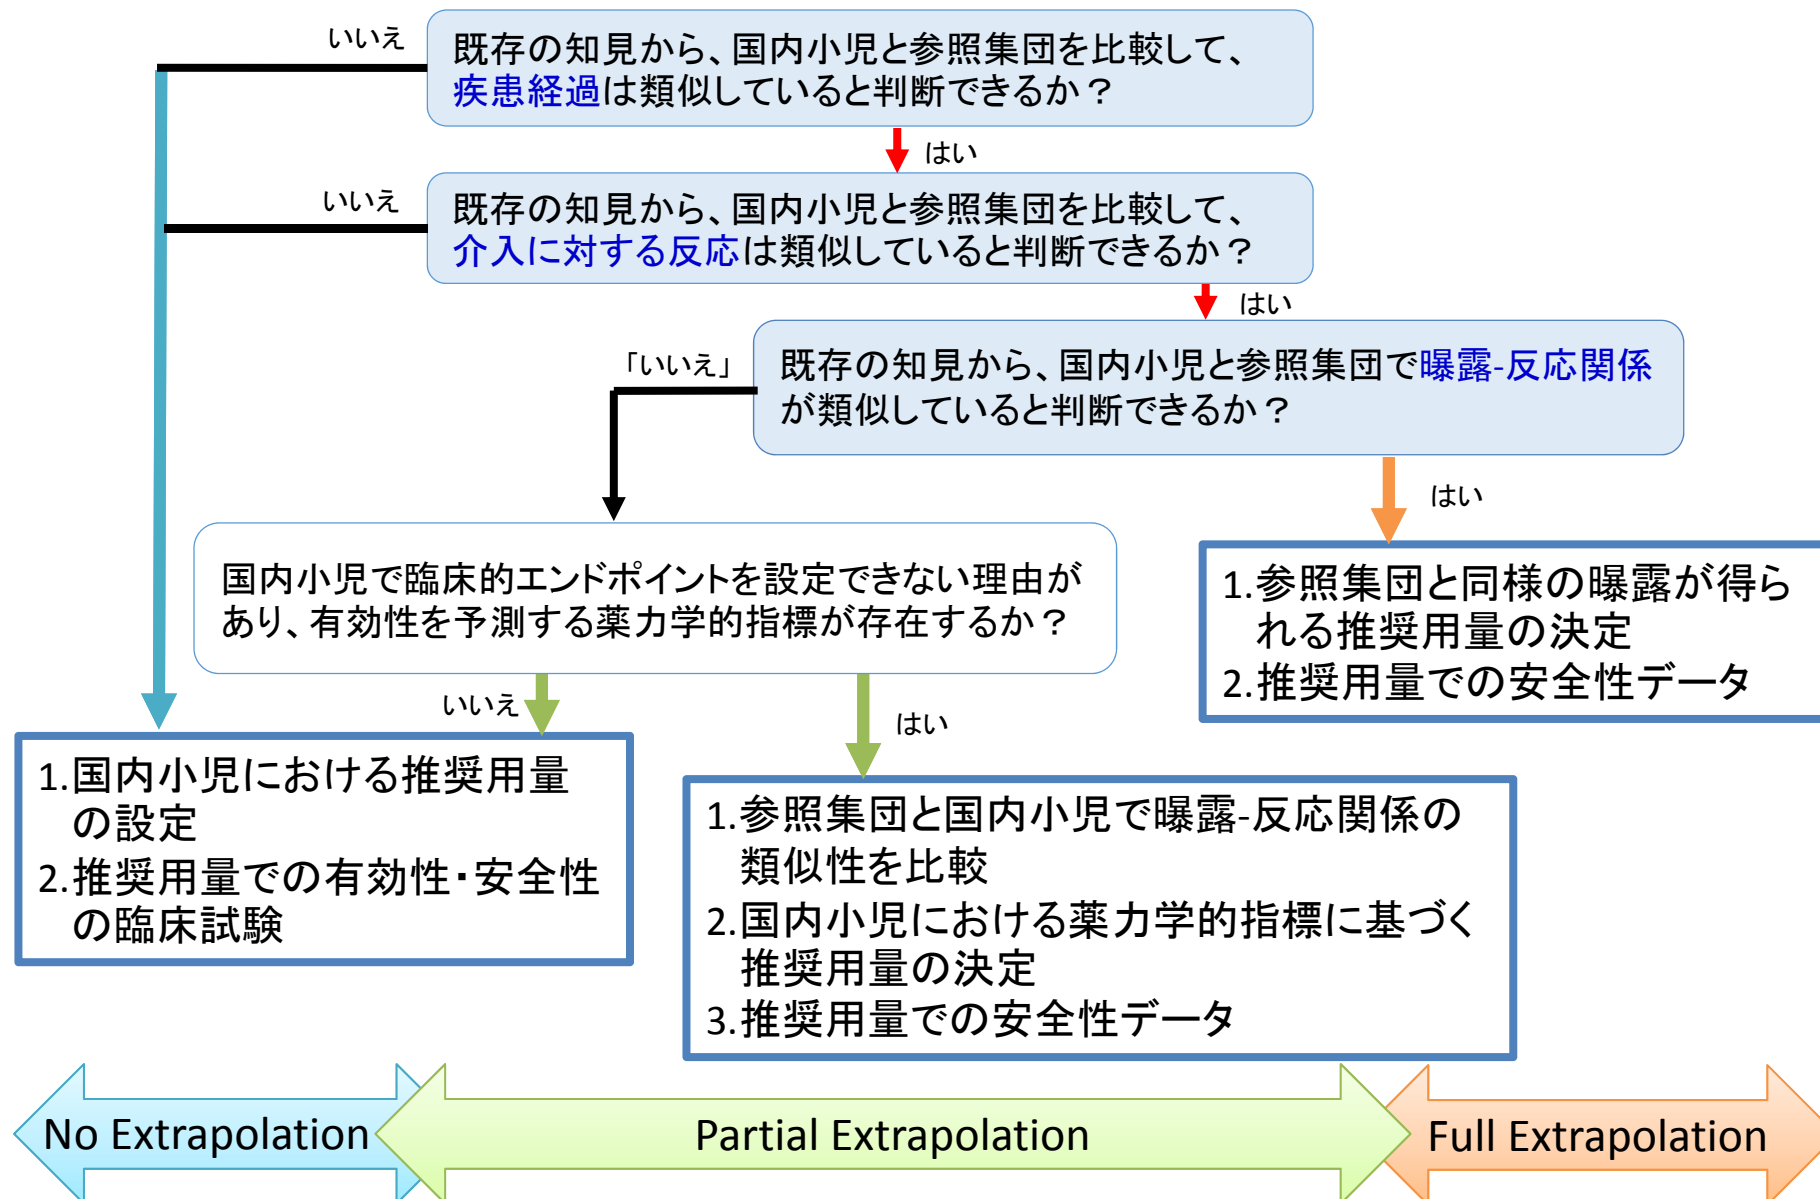 いいえ
既存の知見から、国内小児と参照集団を比較して、
疾患経過は類似していると判断できるか？
はい
いいえ
既存の知見から、国内小児と参照集団を比較して、
介入に対する反応は類似していると判断できるか？
はい
「いいえ」
既存の知見から、国内小児と参照集団で曝露-反応関係
が類似していると判断できるか？
はい
国内小児で臨床的エンドポイントを設定できない理由が
あり、有効性を予測する薬力学的指標が存在するか？
1.参照集団と同様の曝露が得ら
れる推奨用量の決定
2.推奨用量での安全性データ
いいえ
はい
1.国内小児における推奨用量
の設定
2.推奨用量での有効性・安全性
の臨床試験
1.参照集団と国内小児で曝露-反応関係の
類似性を比較
2.国内小児における薬力学的指標に基づく
推奨用量の決定
3.推奨用量での安全性データ
No Extrapolation
Partial Extrapolation
Full Extrapolation